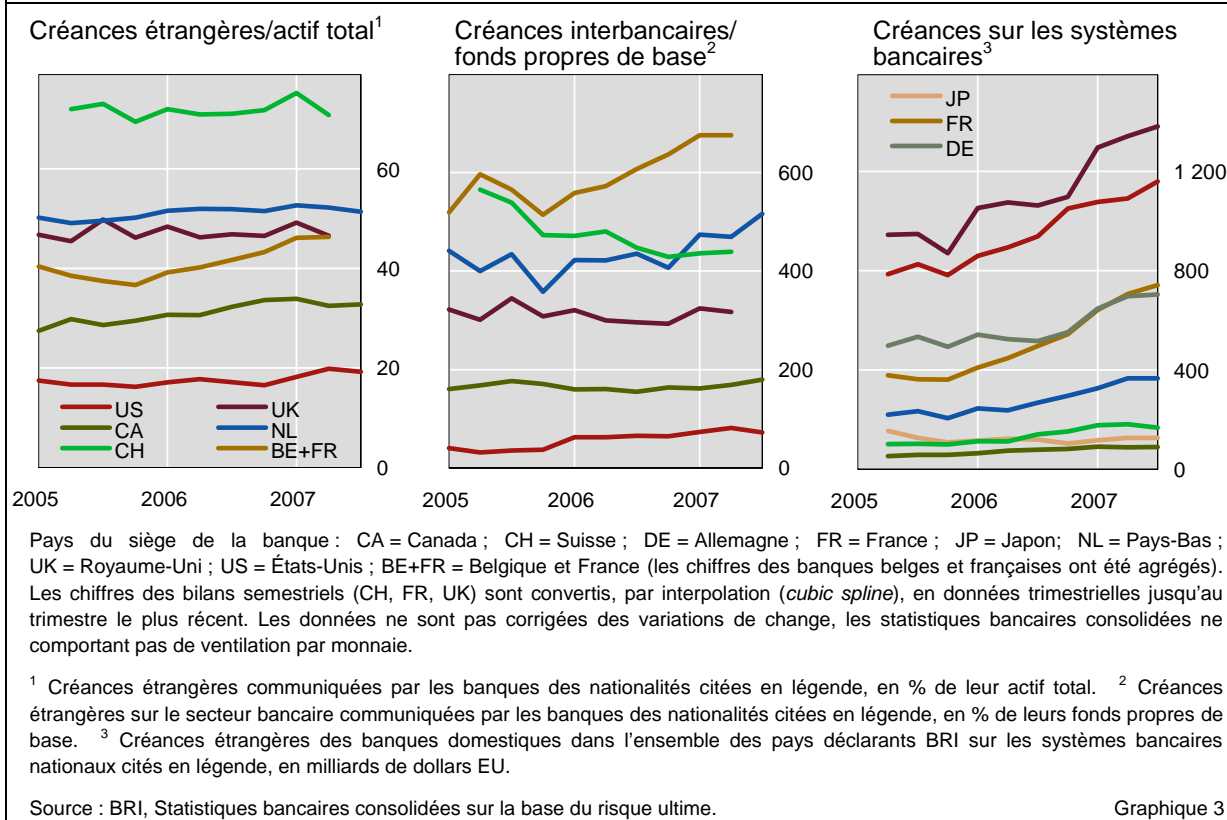 Créances étrangères/actif total1
Créances interbancaires/
fonds propres de base2
Créances sur les systèmes
bancaires3
60
40
20
0
US
CA
CH
UK
NL
BE+FR
2005
2006
2007
600
400
200
0
2005
2006
2007
JP
FR
DE
1 200
800
400
0
2005
2006
2007
Pays du siège de la banque : CA = Canada ; CH = Suisse ; DE = Allemagne ; FR = France ; JP = Japon; NL = Pays-Bas ;
UK = Royaume-Uni ; US = États-Unis ; BE+FR = Belgique et France (les chiffres des banques belges et françaises ont été agrégés).
Les chiffres des bilans semestriels (CH, FR, UK) sont convertis, par interpolation (cubic spline), en données trimestrielles jusqu'au
trimestre le plus récent. Les données ne sont pas corrigées des variations de change, les statistiques bancaires consolidées ne
comportant pas de ventilation par monnaie.
1 Créances étrangères communiquées par les banques des nationalités citées en légende, en % de leur actif total. 2 Créances
étrangères sur le secteur bancaire communiquées par les banques des nationalités citées en légende, en % de leurs fonds propres de
base. 3 Créances étrangères des banques domestiques dans l'ensemble des pays déclarants BRI sur les systèmes bancaires
nationaux cités en légende, en milliards de dollars EU.
Source : BRI, Statistiques bancaires consolidées sur la base du risque ultime. Graphique 3